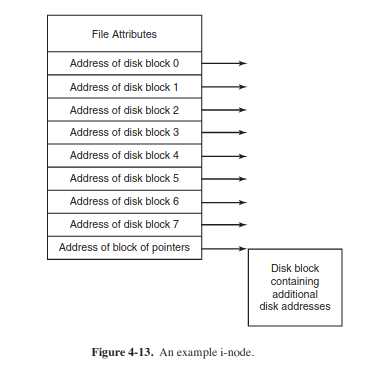 File Attributes
Address of disk block 0
Address of disk block 1
Address of disk block 2
Address of disk block 3
Address of disk block 4
Address of disk block 5
Address of disk block 6
Address of disk block 7
Address of block of pointers
Disk block
containing
additional
disk addresses
Figure 4-13. An example i-node.